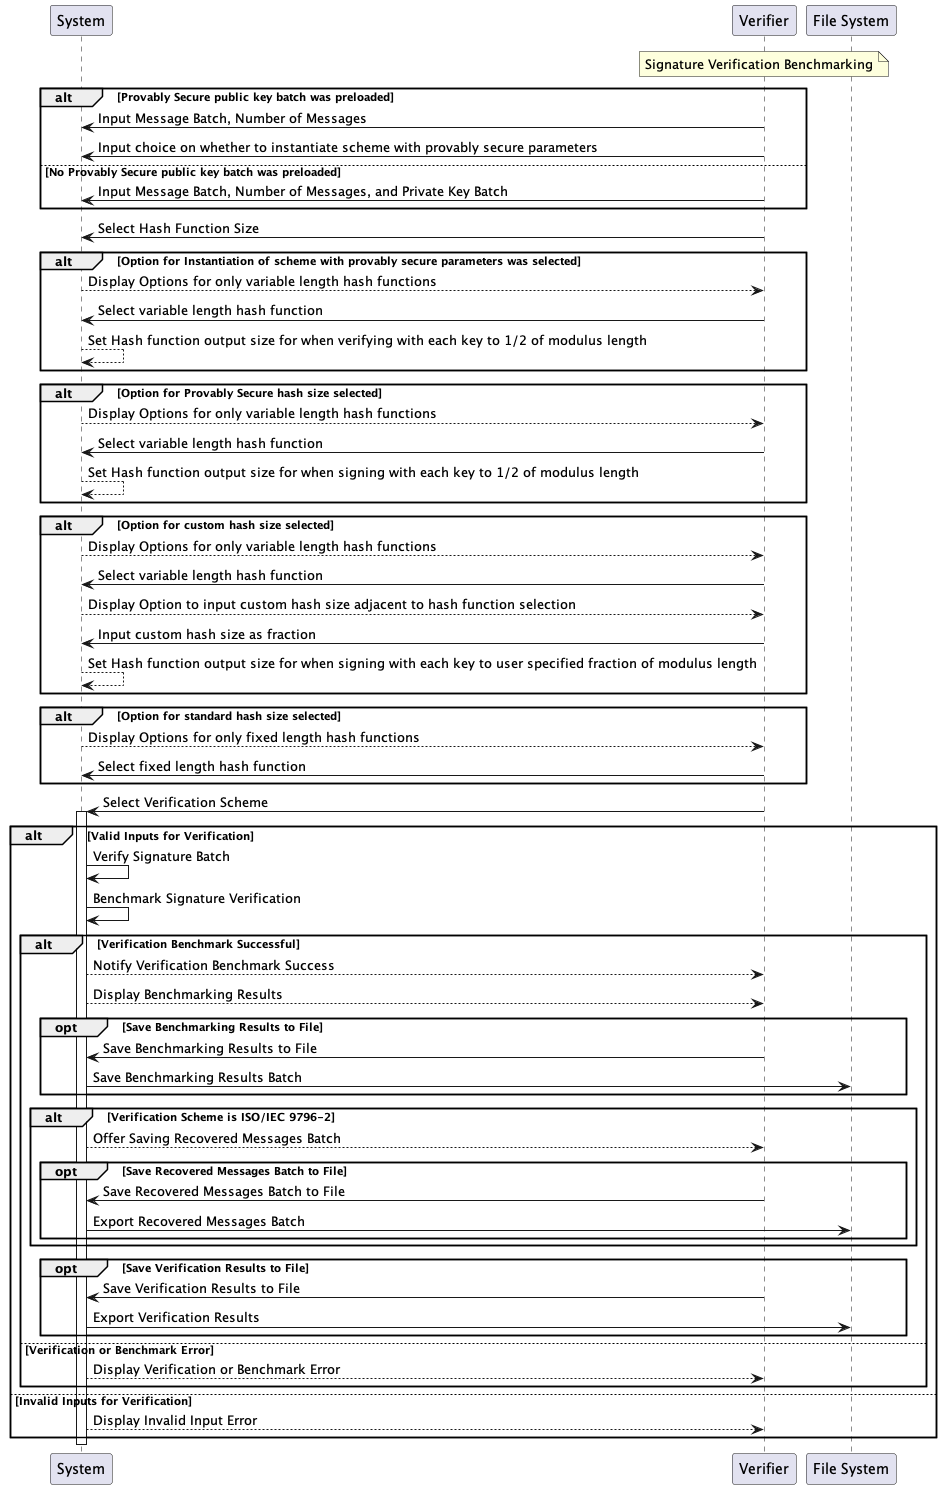 System Verifier File System
Signature Verification Benchmarking
alt [Provably Secure public key batch was preloaded]
Input Message Batch, Number of Messages
Input choice on whether to instantiate scheme with provably secure parameters
[No Provably Secure public key batch was preloaded]
Input Message Batch, Number of Messages, and Private Key Batch
Select Hash Function Size
alt [Option for Instantiation of scheme with provably secure parameters was selected]
Display Options for only variable length hash functions
Select variable length hash function
Set Hash function output size for when verifying with each key to 1/2 of modulus length
alt [Option for Provably Secure hash size selected]
Display Options for only variable length hash functions
Select variable length hash function
Set Hash function output size for when signing with each key to 1/2 of modulus length
alt [Option for custom hash size selected]
Display Options for only variable length hash functions
Select variable length hash function
Display Option to input custom hash size adjacent to hash function selection
Input custom hash size as fraction
Set Hash function output size for when signing with each key to user specified fraction of modulus length
alt [Option for standard hash size selected]
Display Options for only fixed length hash functions
Select fixed length hash function
Select Verification Scheme
alt [Valid Inputs for Verification]
Verify Signature Batch
Benchmark Signature Verification
alt [Verification Benchmark Successful]
Notify Verification Benchmark Success
Display Benchmarking Results
opt [Save Benchmarking Results to File]
Save Benchmarking Results to File
Save Benchmarking Results Batch
alt [Verification Scheme is ISO/IEC 9796-2]
Offer Saving Recovered Messages Batch
opt [Save Recovered Messages Batch to File]
Save Recovered Messages Batch to File
Export Recovered Messages Batch
opt [Save Verification Results to File]
Save Verification Results to File
Export Verification Results
[Verification or Benchmark Error]
Display Verification or Benchmark Error
[Invalid Inputs for Verification]
Display Invalid Input Error
System Verifier File System